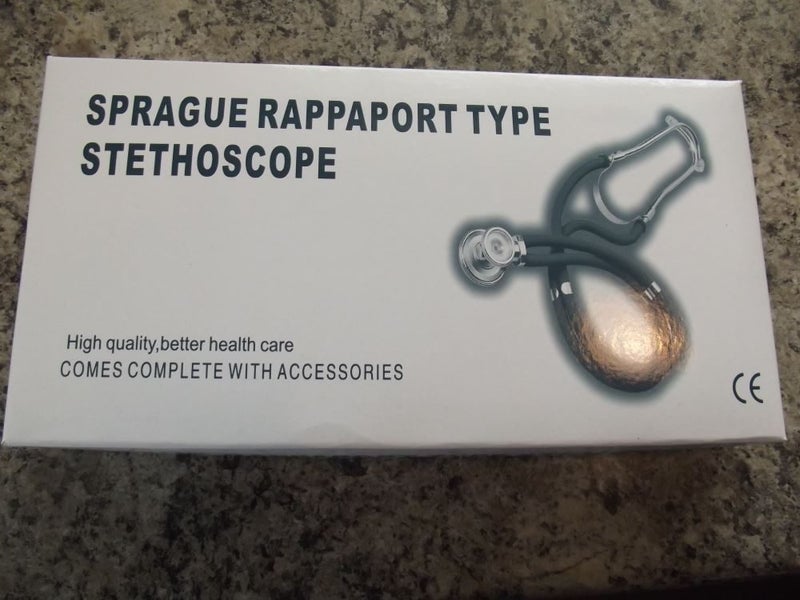 SPRAGUE RAPPAPORT TYPE
STETHOSCOPE
High quality,better health care
COMES COMPLETE WITH ACCESSORIES
CE